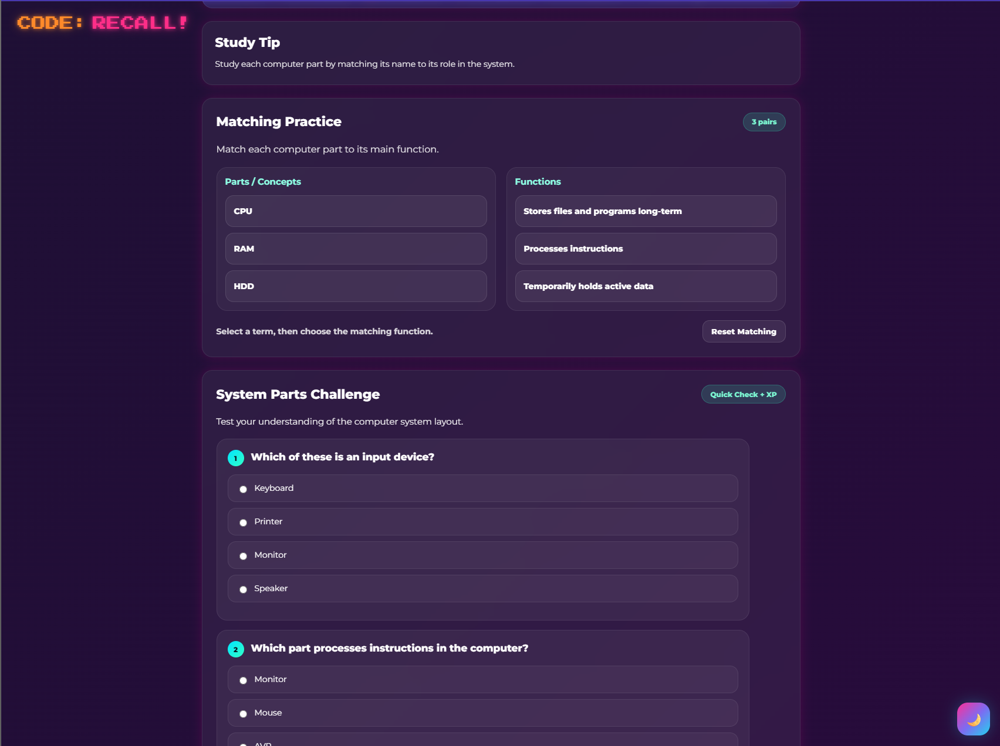 CODE: RECALL!
Study Tip
Study each computer part by matching its name to its role in the system.
Matching Practice
3 pairs
Match each computer part to its main function.
Parts / Concepts
CPU
RAM
HDD
Functions
Stores files and programs long-term
Processes instructions
Temporarily holds active data
Select a term, then choose the matching function.
Reset Matching
System Parts Challenge
Quick Check + XP
Test your understanding of the computer system layout.
1 Which of these is an input device?
Keyboard
Printer
Monitor
Speaker
2 Which part processes instructions in the computer?
Monitor
Mouse
AVR